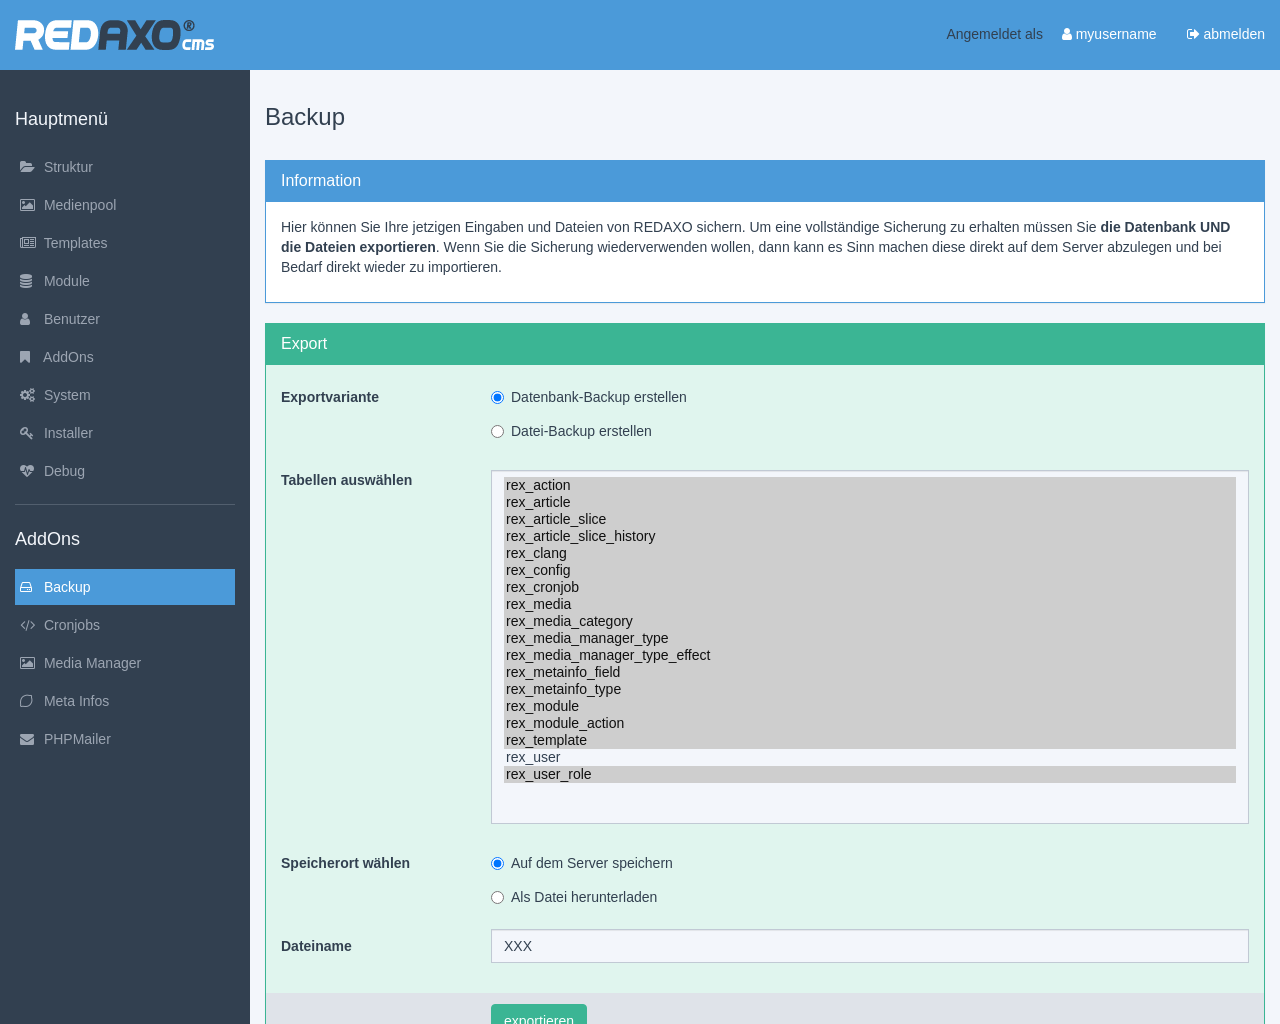 REDAXO® cms
Angemeldet als myusername abmelden
Hauptmenü
Struktur
Medienpool
Templates
Module
Benutzer
AddOns
System
Installer
Debug
AddOns
Backup
Cronjobs
Media Manager
Meta Infos
PHPMailer
Backup
Information
Hier können Sie Ihre jetzigen Eingaben und Dateien von REDAXO sichern. Um eine vollständige Sicherung zu erhalten müssen Sie die Datenbank UND
die Dateien exportieren. Wenn Sie die Sicherung wiederverwenden wollen, dann kann es Sinn machen diese direkt auf dem Server abzulegen und bei
Bedarf direkt wieder zu importieren.
Export
Exportvariante
Datenbank-Backup erstellen
Datei-Backup erstellen
Tabellen auswählen
rex_action
rex_article
rex_article_slice
rex_article_slice_history
rex_clang
rex_config
rex_cronjob
rex_media
rex_media_category
rex_media_manager_type
rex_media_manager_type_effect
rex_metainfo_field
rex_metainfo_type
rex_module
rex_module_action
rex_template
rex_user
rex_user_role
Speicherort wählen
Auf dem Server speichern
Als Datei herunterladen
Dateiname
XXX
exportieren